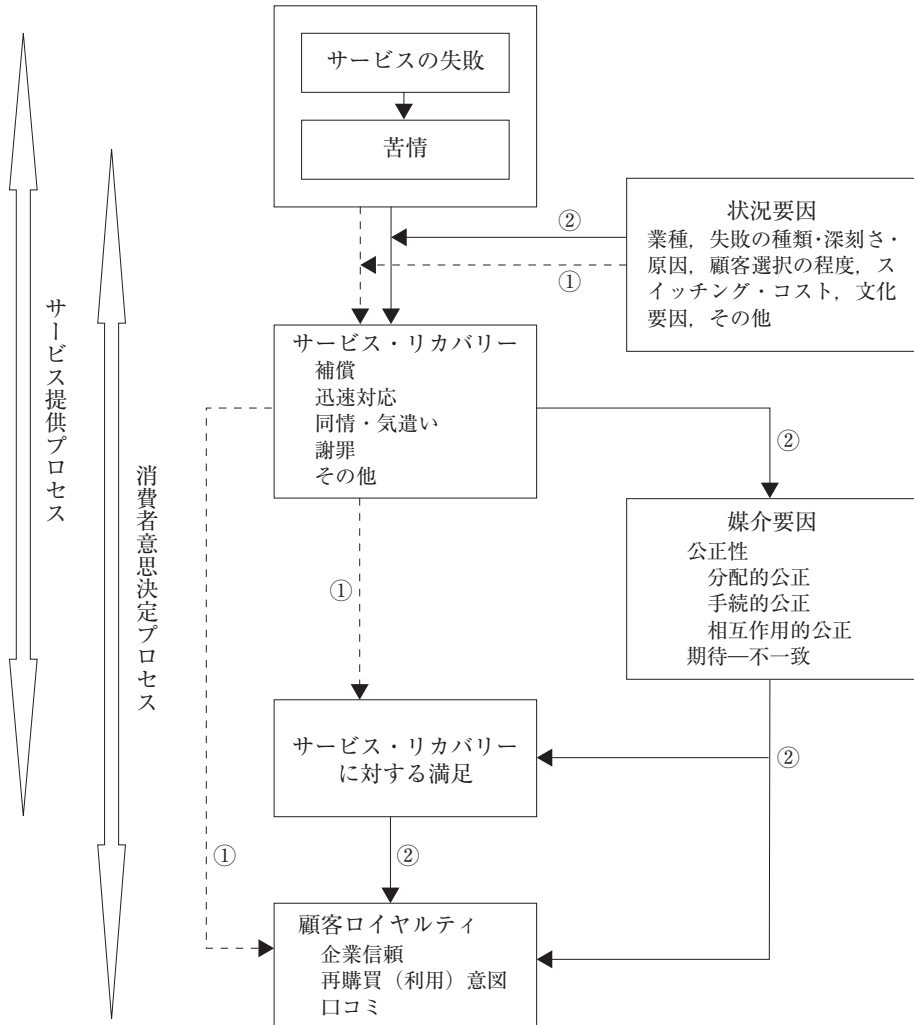 サービスの失敗
苦情
②
①
状況要因
業種，失敗の種類・深刻さ・
原因，顧客選択の程度，ス
イッチング・コスト，文化
要因，その他
サービス提供プロセス
消費者意思決定プロセス
サービス・リカバリー
補償
迅速対応
同情・気遣い
謝罪
その他
②
媒介要因
公正性
分配的公正
手続的公正
相互作用的公正
期待―不一致
①
サービス・リカバリー
に対する満足
②
①
②
顧客ロイヤルティ
企業信頼
再購買（利用）意図
口コミ